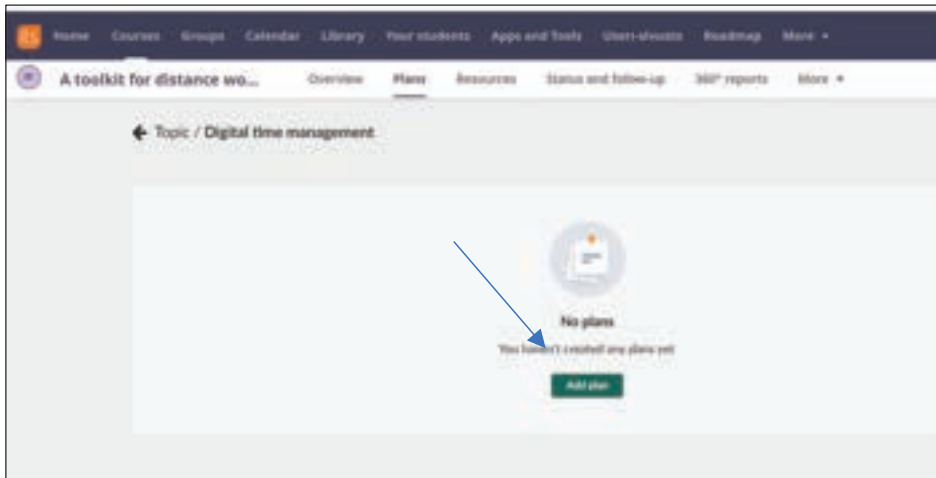 Home Courses Groups Calendar Library Your students Apps and Tools Roadmap More
A toolkit for distance wo... Overview Plans Resources Status and follow-up 360° reports More
Topic / Digital time management
No plans
You haven't created any plans yet
Add plan